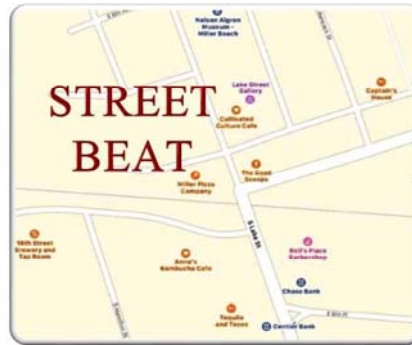 Nelson Algren
Museum -
Miller Beach
Lake Street
Gallery
Captain's
House
STREET
BEAT
Cultivated
Culture Cafe
The Good
Scoops
Miller Pizza
Company
S Lake St
18th Street
Brewery and
Tap Room
Anna's
Kombucha Cafe
Bell's Place
Barbershop
Chase Bank
Tequila
and Tacos
Centier Bank